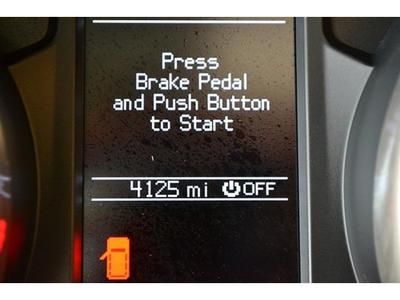 Press
Brake Pedal
and Push Button
to Start
4125 mi OFF